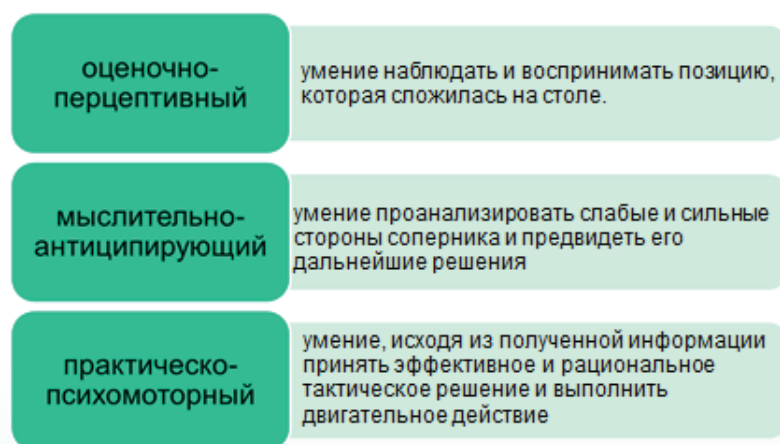 оценочно-
перцептивный
умение наблюдать и воспринимать позицию,
которая сложилась на столе.
мыслительно-
антиципирующий
умение проанализировать слабые и сильные
стороны соперника и предвидеть его
дальнейшие решения
практическо-
психомоторный
умение, исходя из полученной информации
принять эффективное и рациональное
тактическое решение и выполнить
двигательное действие